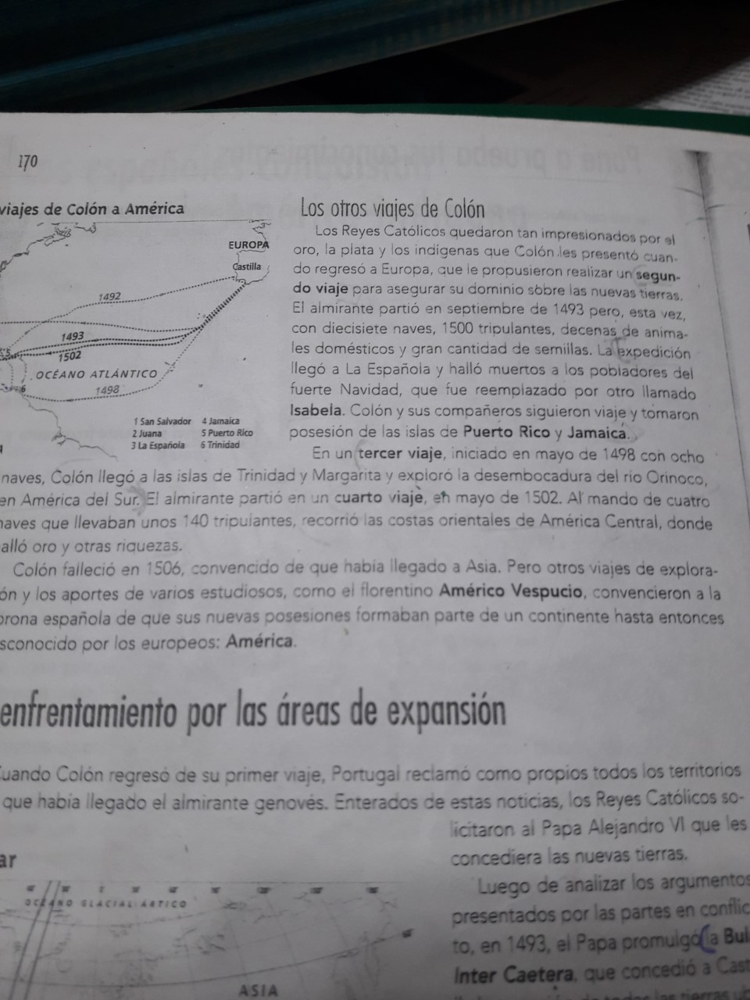 170
viajes de Colón a América
EUROPA
Castilla
1492
1493
1502
OCÉANO ATLÁNTICO
1498
6
1 San Salvador 4 Jamaica
2 Juana 5 Puerto Rico
3 La Española 6 Trinidad
Los otros viajes de Colón
Los Reyes Católicos quedaron tan impresionados por el
oro, la plata y los indígenas que Colón les presentó cuan-
do regresó a Europa, que le propusieron realizar un segun-
do viaje para asegurar su dominio sobre las nuevas tierras.
El almirante partió en septiembre de 1493 pero, esta vez,
con diecisiete naves, 1500 tripulantes, decenas de anima-
les domésticos y gran cantidad de semillas. La expedición
llegó a La Española y halló muertos a los pobladores del
fuerte Navidad, que fue reemplazado por otro llamado
Isabela. Colón y sus compañeros siguieron viaje y tomaron
posesión de las islas de Puerto Rico y Jamaica.
En un tercer viaje, iniciado en mayo de 1498 con ocho
naves, Colón llegó a las islas de Trinidad y Margarita y exploró la desembocadura del río Orinoco,
en América del Sur. El almirante partió en un cuarto viaje, en mayo de 1502. Al mando de cuatro
naves que llevaban unos 140 tripulantes, recorrió las costas orientales de América Central, donde
alló oro y otras riquezas.
Colón falleció en 1506, convencido de que había llegado a Asia. Pero otros viajes de explora-
ón y los aportes de varios estudiosos, como el florentino Américo Vespucio, convencieron a la
orona española de que sus nuevas posesiones formaban parte de un continente hasta entonces
sconocido por los europeos: América.
enfrentamiento por las áreas de expansión
Cuando Colón regresó de su primer viaje, Portugal reclamó como propios todos los territorios
que había llegado el almirante genovés. Enterados de estas noticias, los Reyes Católicos so-
licitaron al Papa Alejandro VI que les
concediera las nuevas tierras.
Luego de analizar los argumentos
presentados por las partes en conflic
to, en 1493, el Papa promulgó la Bul
Inter Caetera, que concedió a Cast
ar
OCÉANO GLACIAL ÁRTICO
ASIA